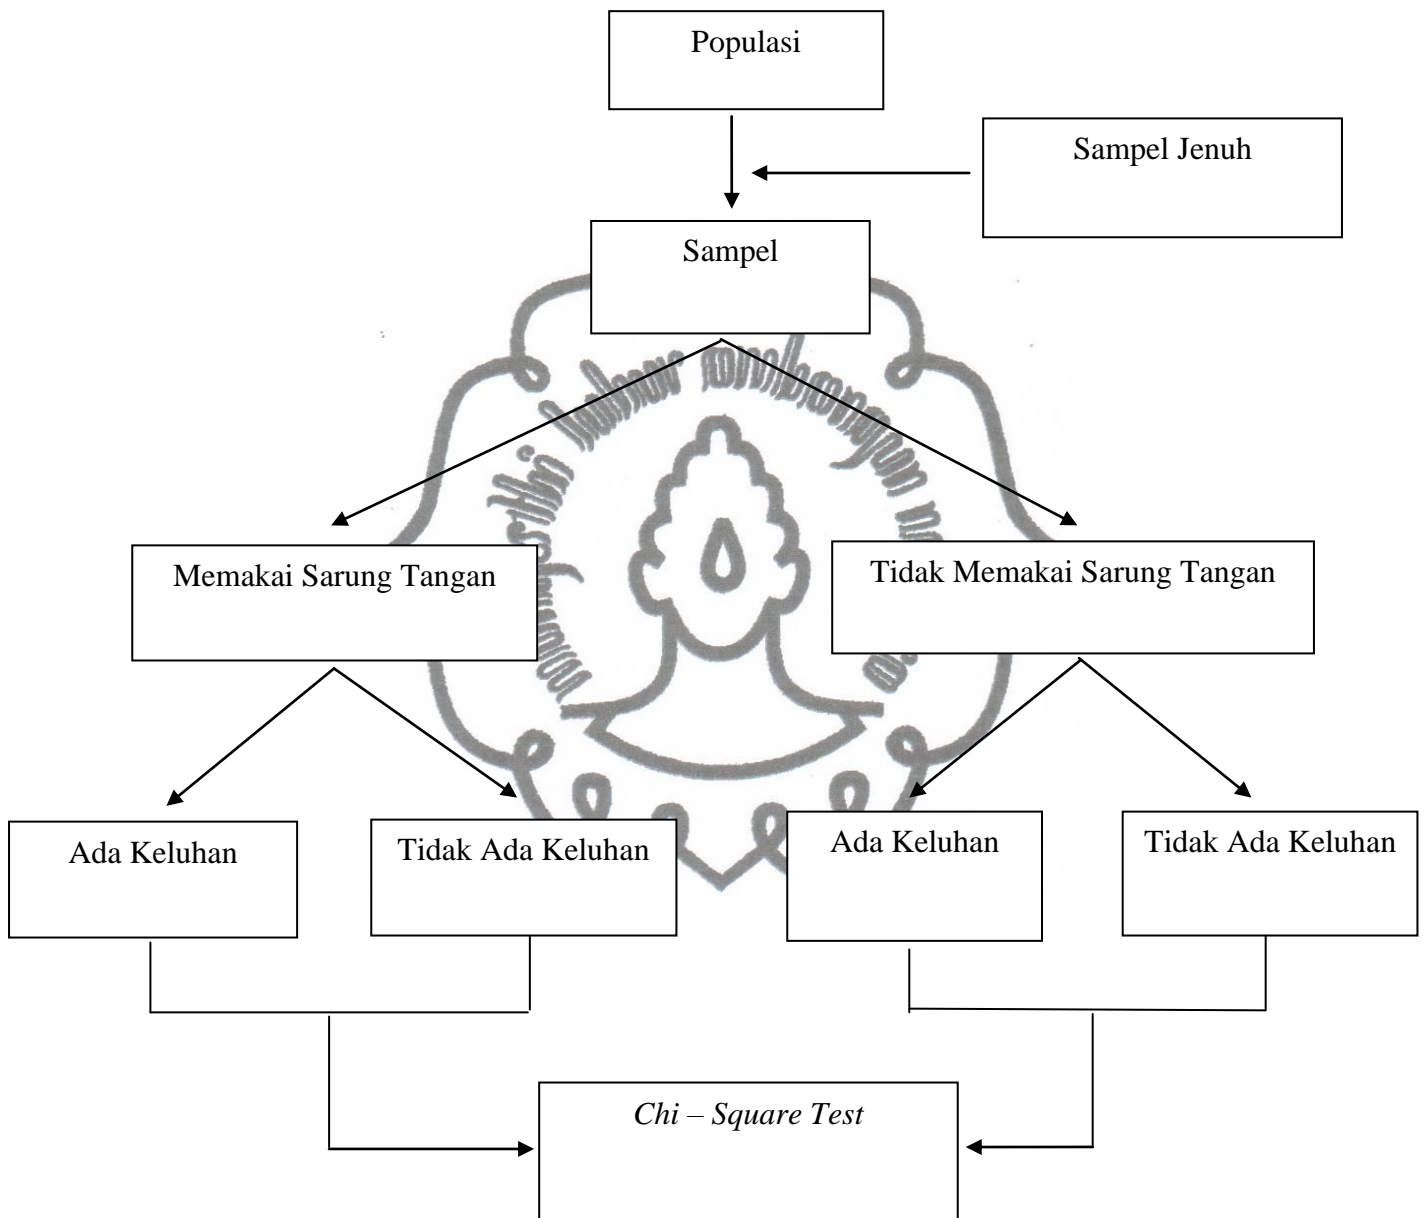 Populasi
Sampel Jenuh
Sampel
Memakai Sarung Tangan
Tidak Memakai Sarung Tangan
Ada Keluhan
Tidak Ada Keluhan
Ada Keluhan
Tidak Ada Keluhan
Chi – Square Test